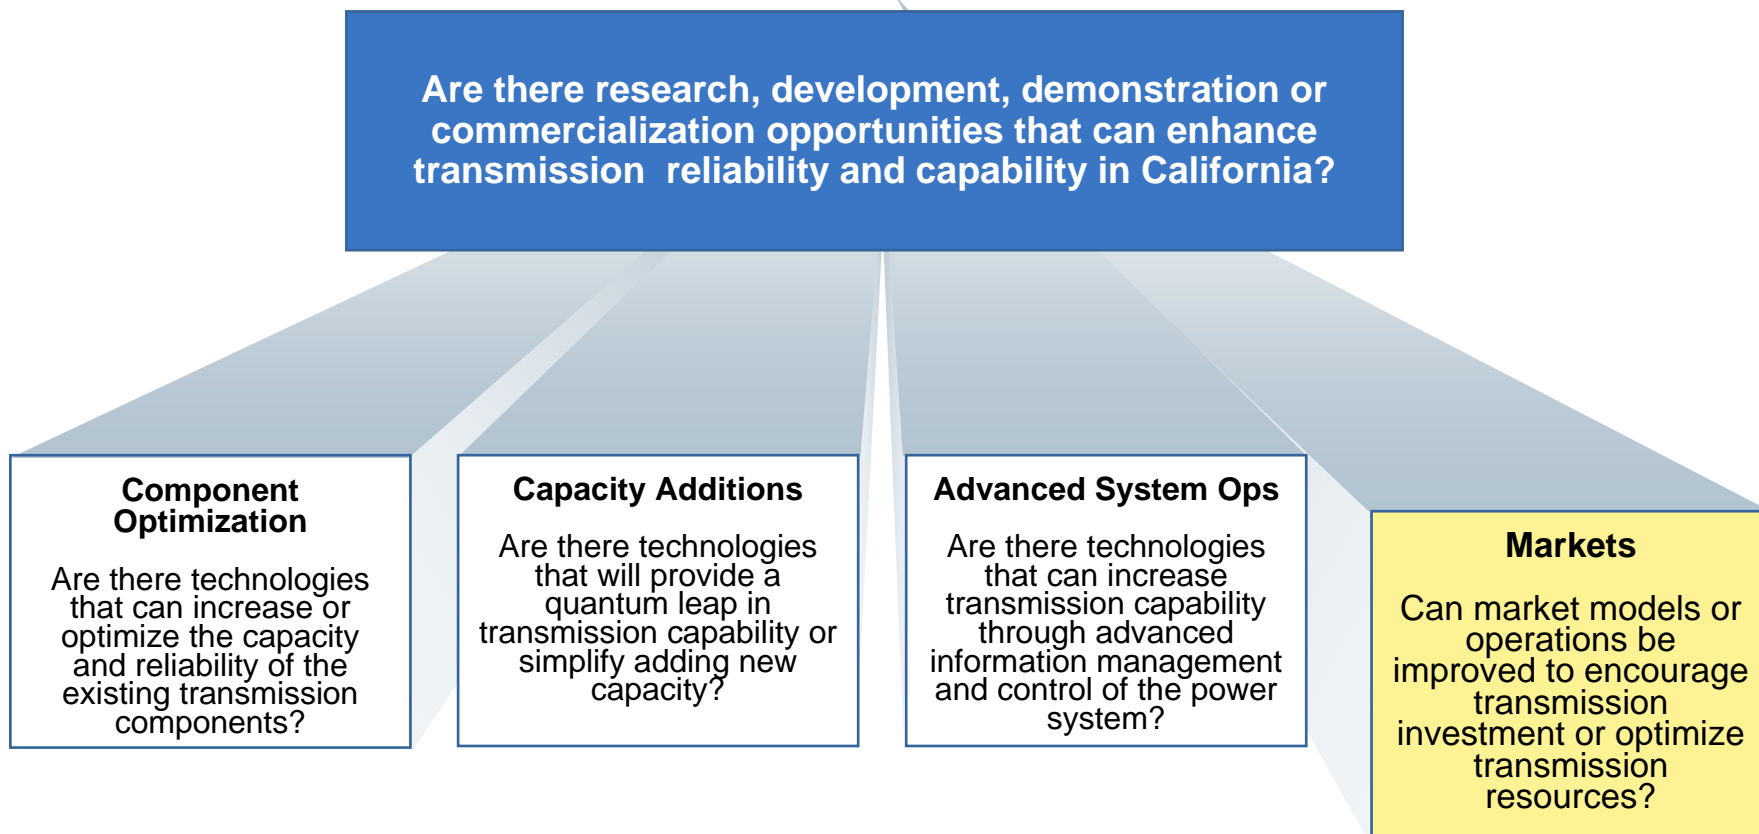 Are there research, development, demonstration or
commercialization opportunities that can enhance
transmission  reliability and capability in California?
Component
Optimization
Are there technologies
that can increase or
optimize the capacity
and reliability of the
existing transmission
components?
Capacity Additions
Are there technologies
that will provide a
quantum leap in
transmission capability or
simplify adding new
capacity?
Advanced System Ops
Are there technologies
that can increase
transmission capability
through advanced
information management
and control of the power
system?
Markets
Can market models or
operations be
improved to encourage
transmission
investment or optimize
transmission
resources?